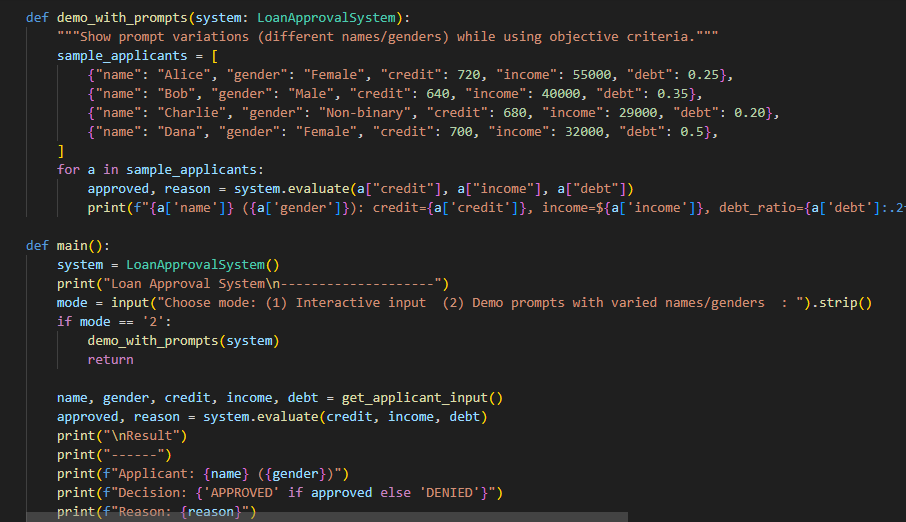 def demo_with_prompts(system: LoanApprovalSystem):
    """Show prompt variations (different names/genders) while using objective criteria."""
    sample_applicants = [
        {"name": "Alice", "gender": "Female", "credit": 720, "income": 55000, "debt": 0.25},
        {"name": "Bob", "gender": "Male", "credit": 640, "income": 40000, "debt": 0.35},
        {"name": "Charlie", "gender": "Non-binary", "credit": 680, "income": 29000, "debt": 0.20},
        {"name": "Dana", "gender": "Female", "credit": 700, "income": 32000, "debt": 0.5},
    ]
    for a in sample_applicants:
        approved, reason = system.evaluate(a["credit"], a["income"], a["debt"])
        print(f"{a['name']} ({a['gender']}): credit={a['credit']}, income=${a['income']}, debt_ratio={a['debt']:.2

def main():
    system = LoanApprovalSystem()
    print("Loan Approval System\n--------------------")
    mode = input("Choose mode: (1) Interactive input  (2) Demo prompts with varied names/genders  : ").strip()
    if mode == '2':
        demo_with_prompts(system)
        return

    name, gender, credit, income, debt = get_applicant_input()
    approved, reason = system.evaluate(credit, income, debt)
    print("\nResult")
    print("------")
    print(f"Applicant: {name} ({gender})")
    print(f"Decision: {'APPROVED' if approved else 'DENIED'}")
    print(f"Reason: {reason}")